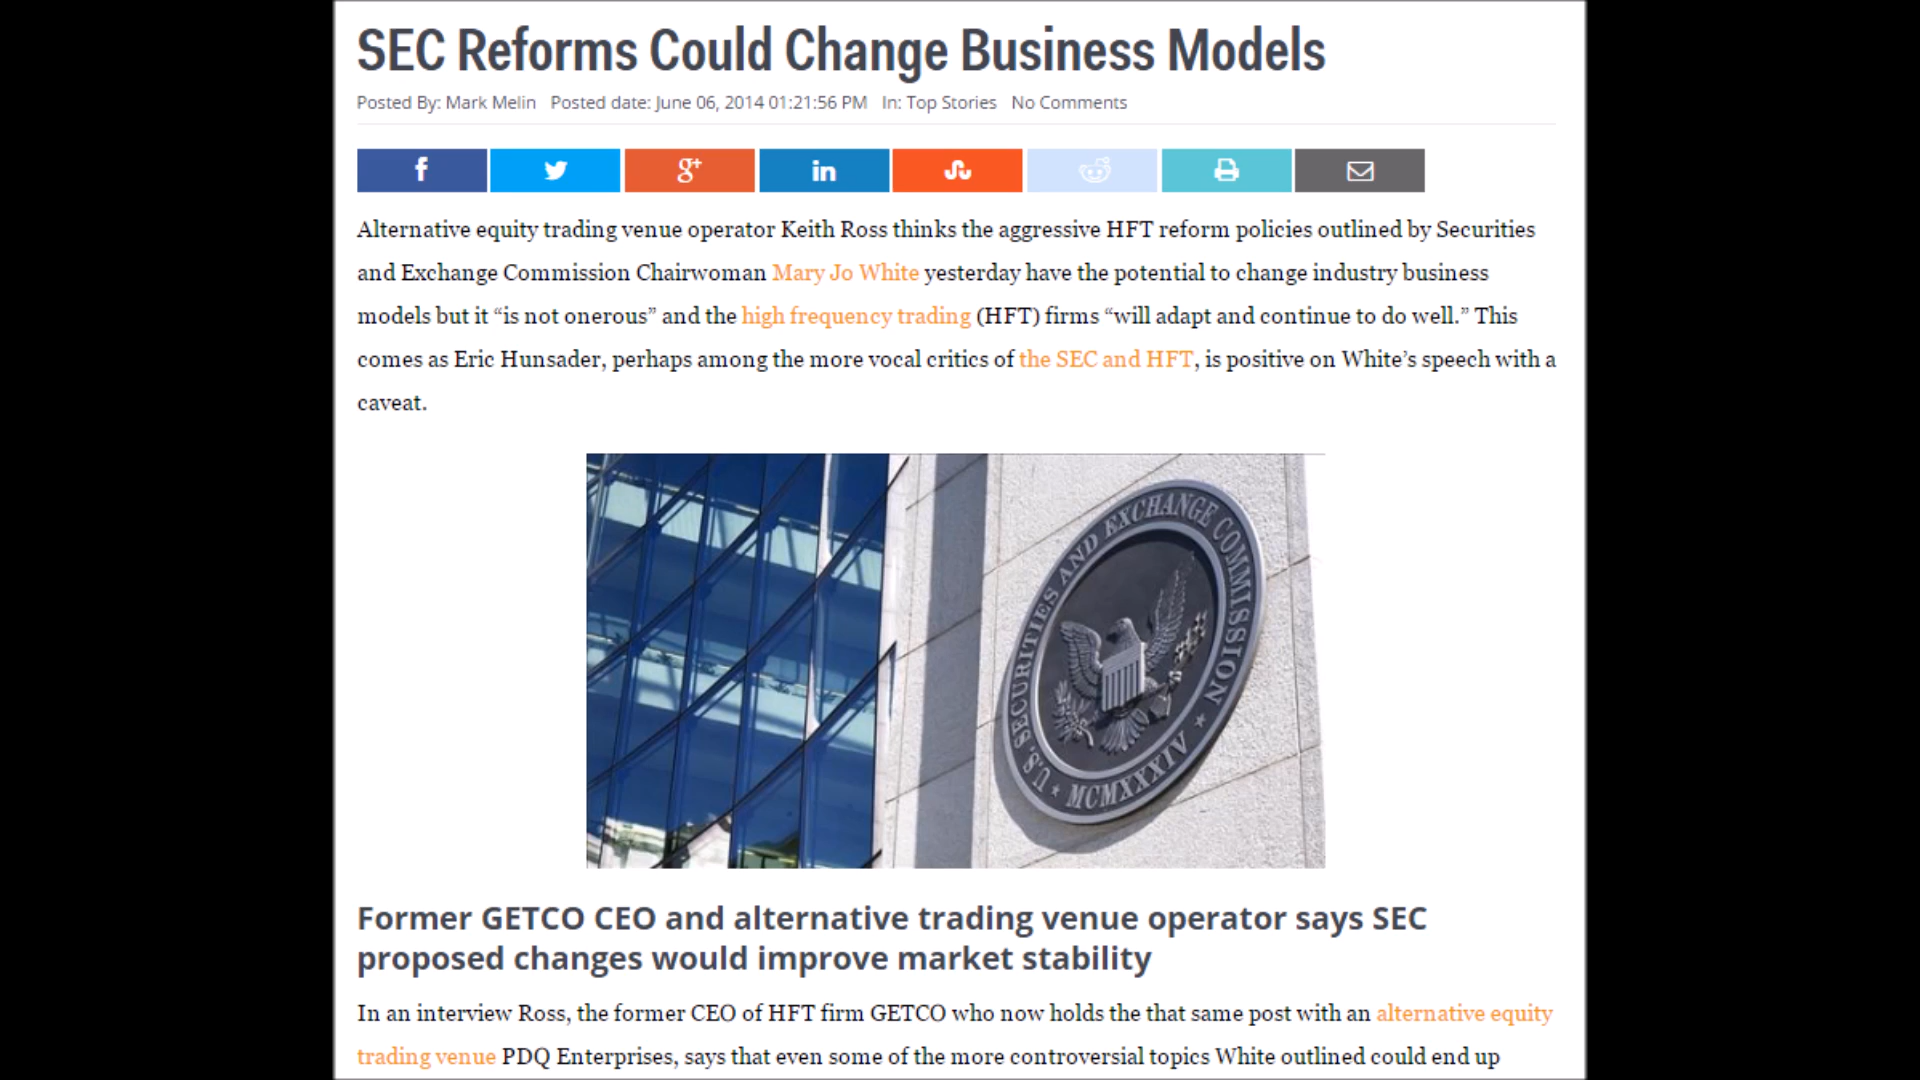 SEC Reforms Could Change Business Models
Posted By: Mark Melin Posted date: June 06, 2014 01:21:56 PM In: Top Stories No Comments
f g+ in
Alternative equity trading venue operator Keith Ross thinks the aggressive HFT reform policies outlined by Securities
and Exchange Commission Chairwoman Mary Jo White yesterday have the potential to change industry business
models but it “is not onerous” and the high frequency trading (HFT) firms “will adapt and continue to do well.” This
comes as Eric Hunsader, perhaps among the more vocal critics of the SEC and HFT, is positive on White’s speech with a
caveat.
U.S. SECURITIES AND EXCHANGE COMMISSION
MCMXXXIV
Former GETCO CEO and alternative trading venue operator says SEC
proposed changes would improve market stability
In an interview Ross, the former CEO of HFT firm GETCO who now holds the that same post with an alternative equity
trading venue PDQ Enterprises, says that even some of the more controversial topics White outlined could end up